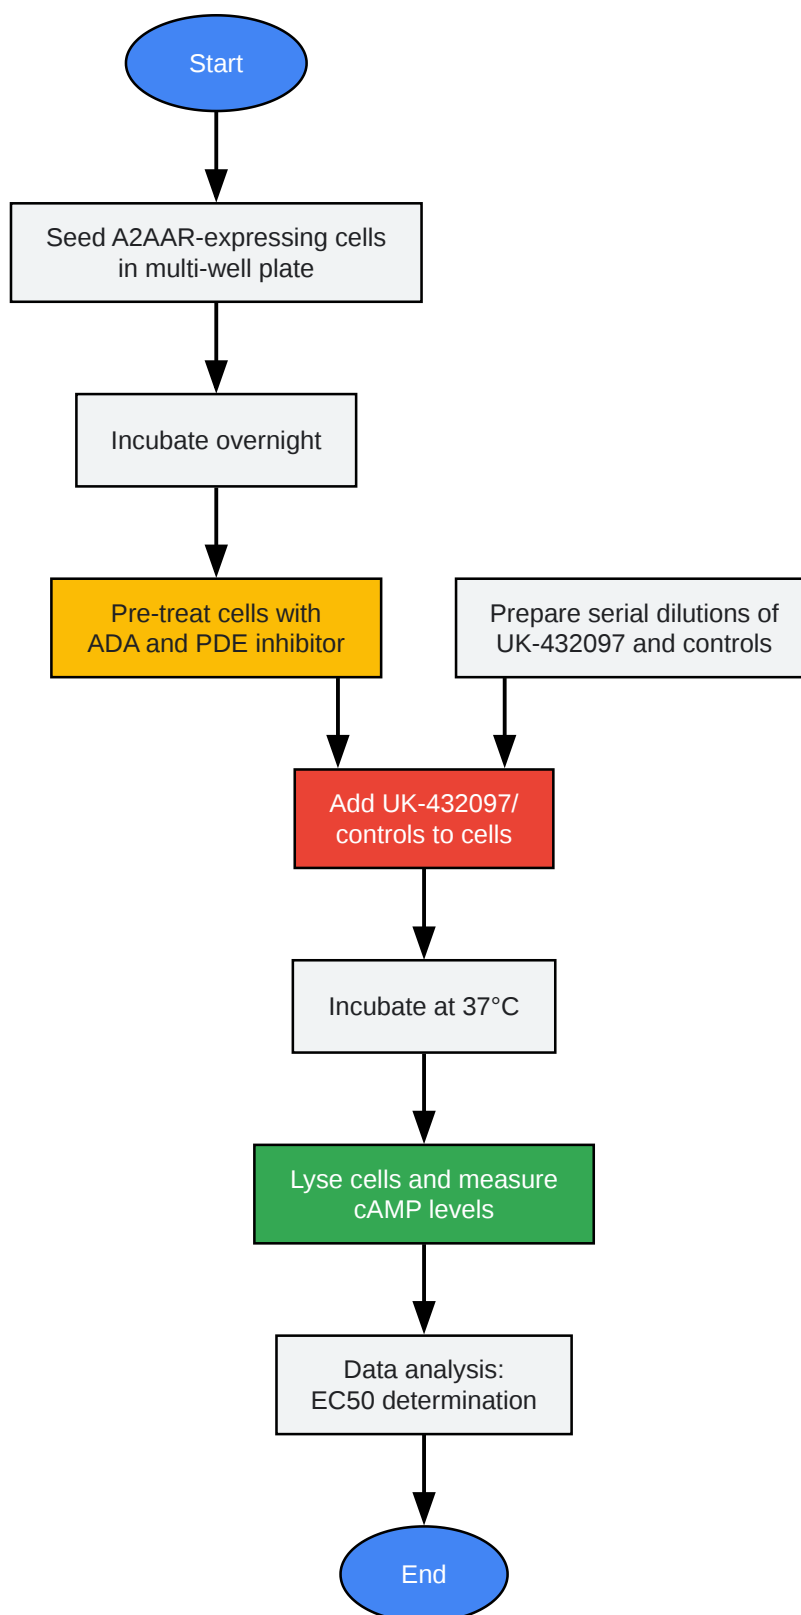 Start
Seed A2AAR-expressing cells
in multi-well plate
Incubate overnight
Pre-treat cells with
ADA and PDE inhibitor
Prepare serial dilutions of
UK-432097 and controls
Add UK-432097/
controls to cells
Incubate at 37°C
Lyse cells and measure
cAMP levels
Data analysis:
EC50 determination
End